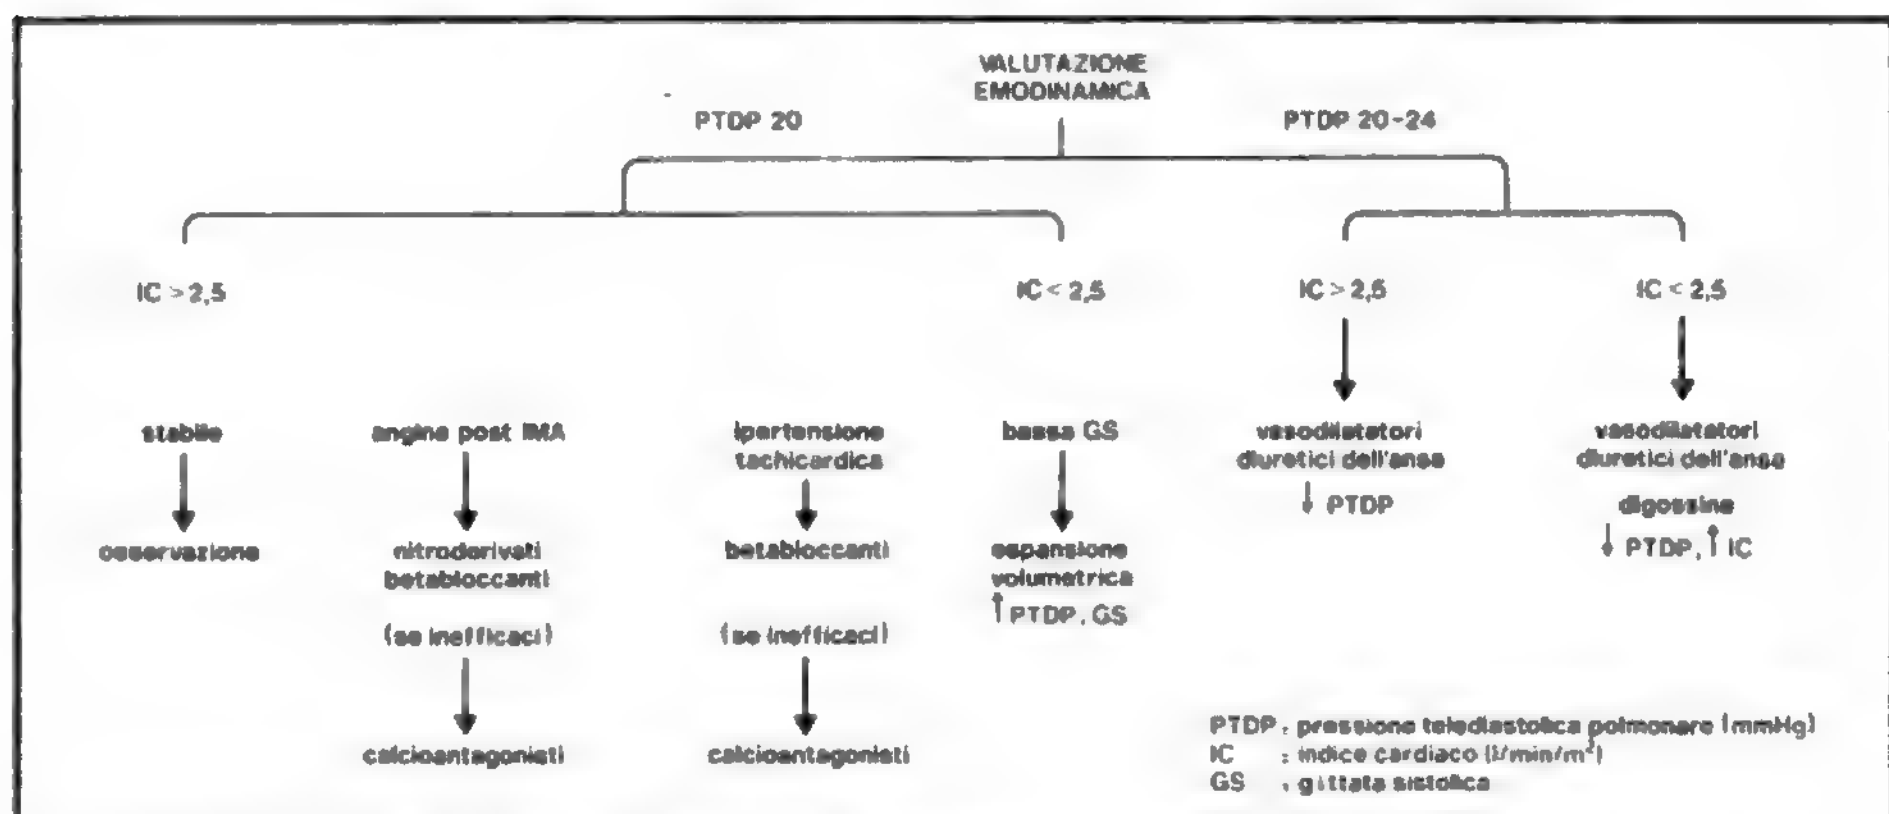 VALUTAZIONE
EMODINAMICA
PTDP 20
PTDP 20-24
IC > 2,5
IC < 2,5
IC > 2,5
IC < 2,5
stabile
osservazione
angina post IMA
nitroderivati
betabloccanti
(se inefficaci)
calcioantagonisti
ipertensione
tachicardica
betabloccanti
(se inefficaci)
calcioantagonisti
bassa GS
espansione
volumetrica
↑ PTDP, GS
vasodilatatori
diuretici dell'ansa
↓ PTDP
vasodilatatori
diuretici dell'ansa
digossina
↓ PTDP, ↑ IC
PTDP : pressione telediastolica polmonare (mmHg)
IC : indice cardiaco (l/min/m²)
GS : gittata sistolica